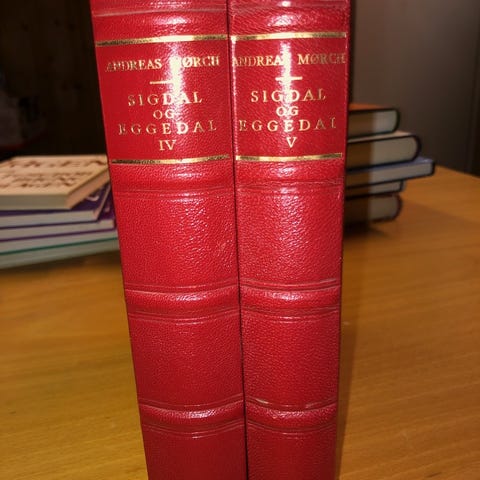 ANDREAS MØRCH
SIGDAL
OG
EGGEDAL
IV
ANDREAS MØRCH
SIGDAL
OG
EGGEDAL
V